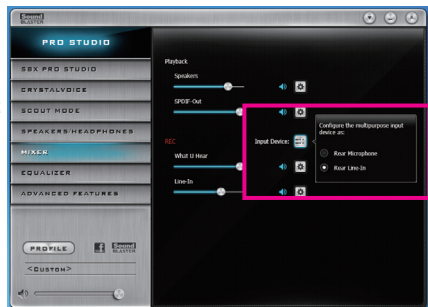 Sound
BLASTER
PRO STUDIO
SBX PRO STUDIO
CRYSTALVOICE
SCOUT MODE
SPEAKERS/HEADPHONES
MIXER
EQUALIZER
ADVANCED FEATURES
PROFILE
Sound
BLASTER
<CUSTOM>
Playback
Speakers
SPDIF-Out
REC
Input Device:
What U Hear
Line-In
Configure the multipurpose input
device as:
Rear Microphone
Rear Line-In